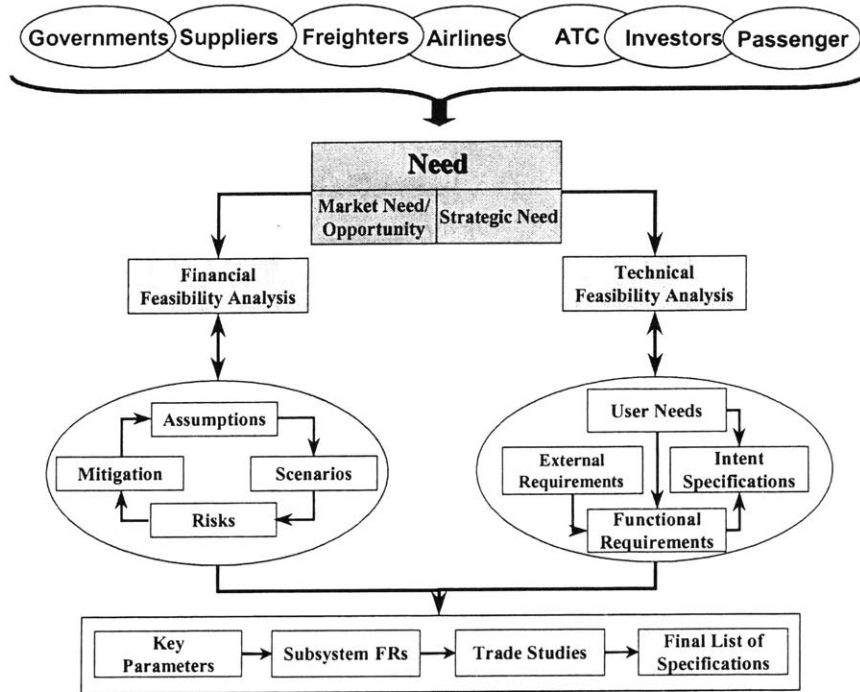 Governments Suppliers Freighters Airlines ATC Investors Passenger
Need
Market Need/
Opportunity
Strategic Need
Financial
Feasibility Analysis
Technical
Feasibility Analysis
Assumptions
Mitigation
Scenarios
Risks
User Needs
External
Requirements
Intent
Specifications
Functional
Requirements
Key
Parameters
Subsystem FRs
Trade Studies
Final List of
Specifications